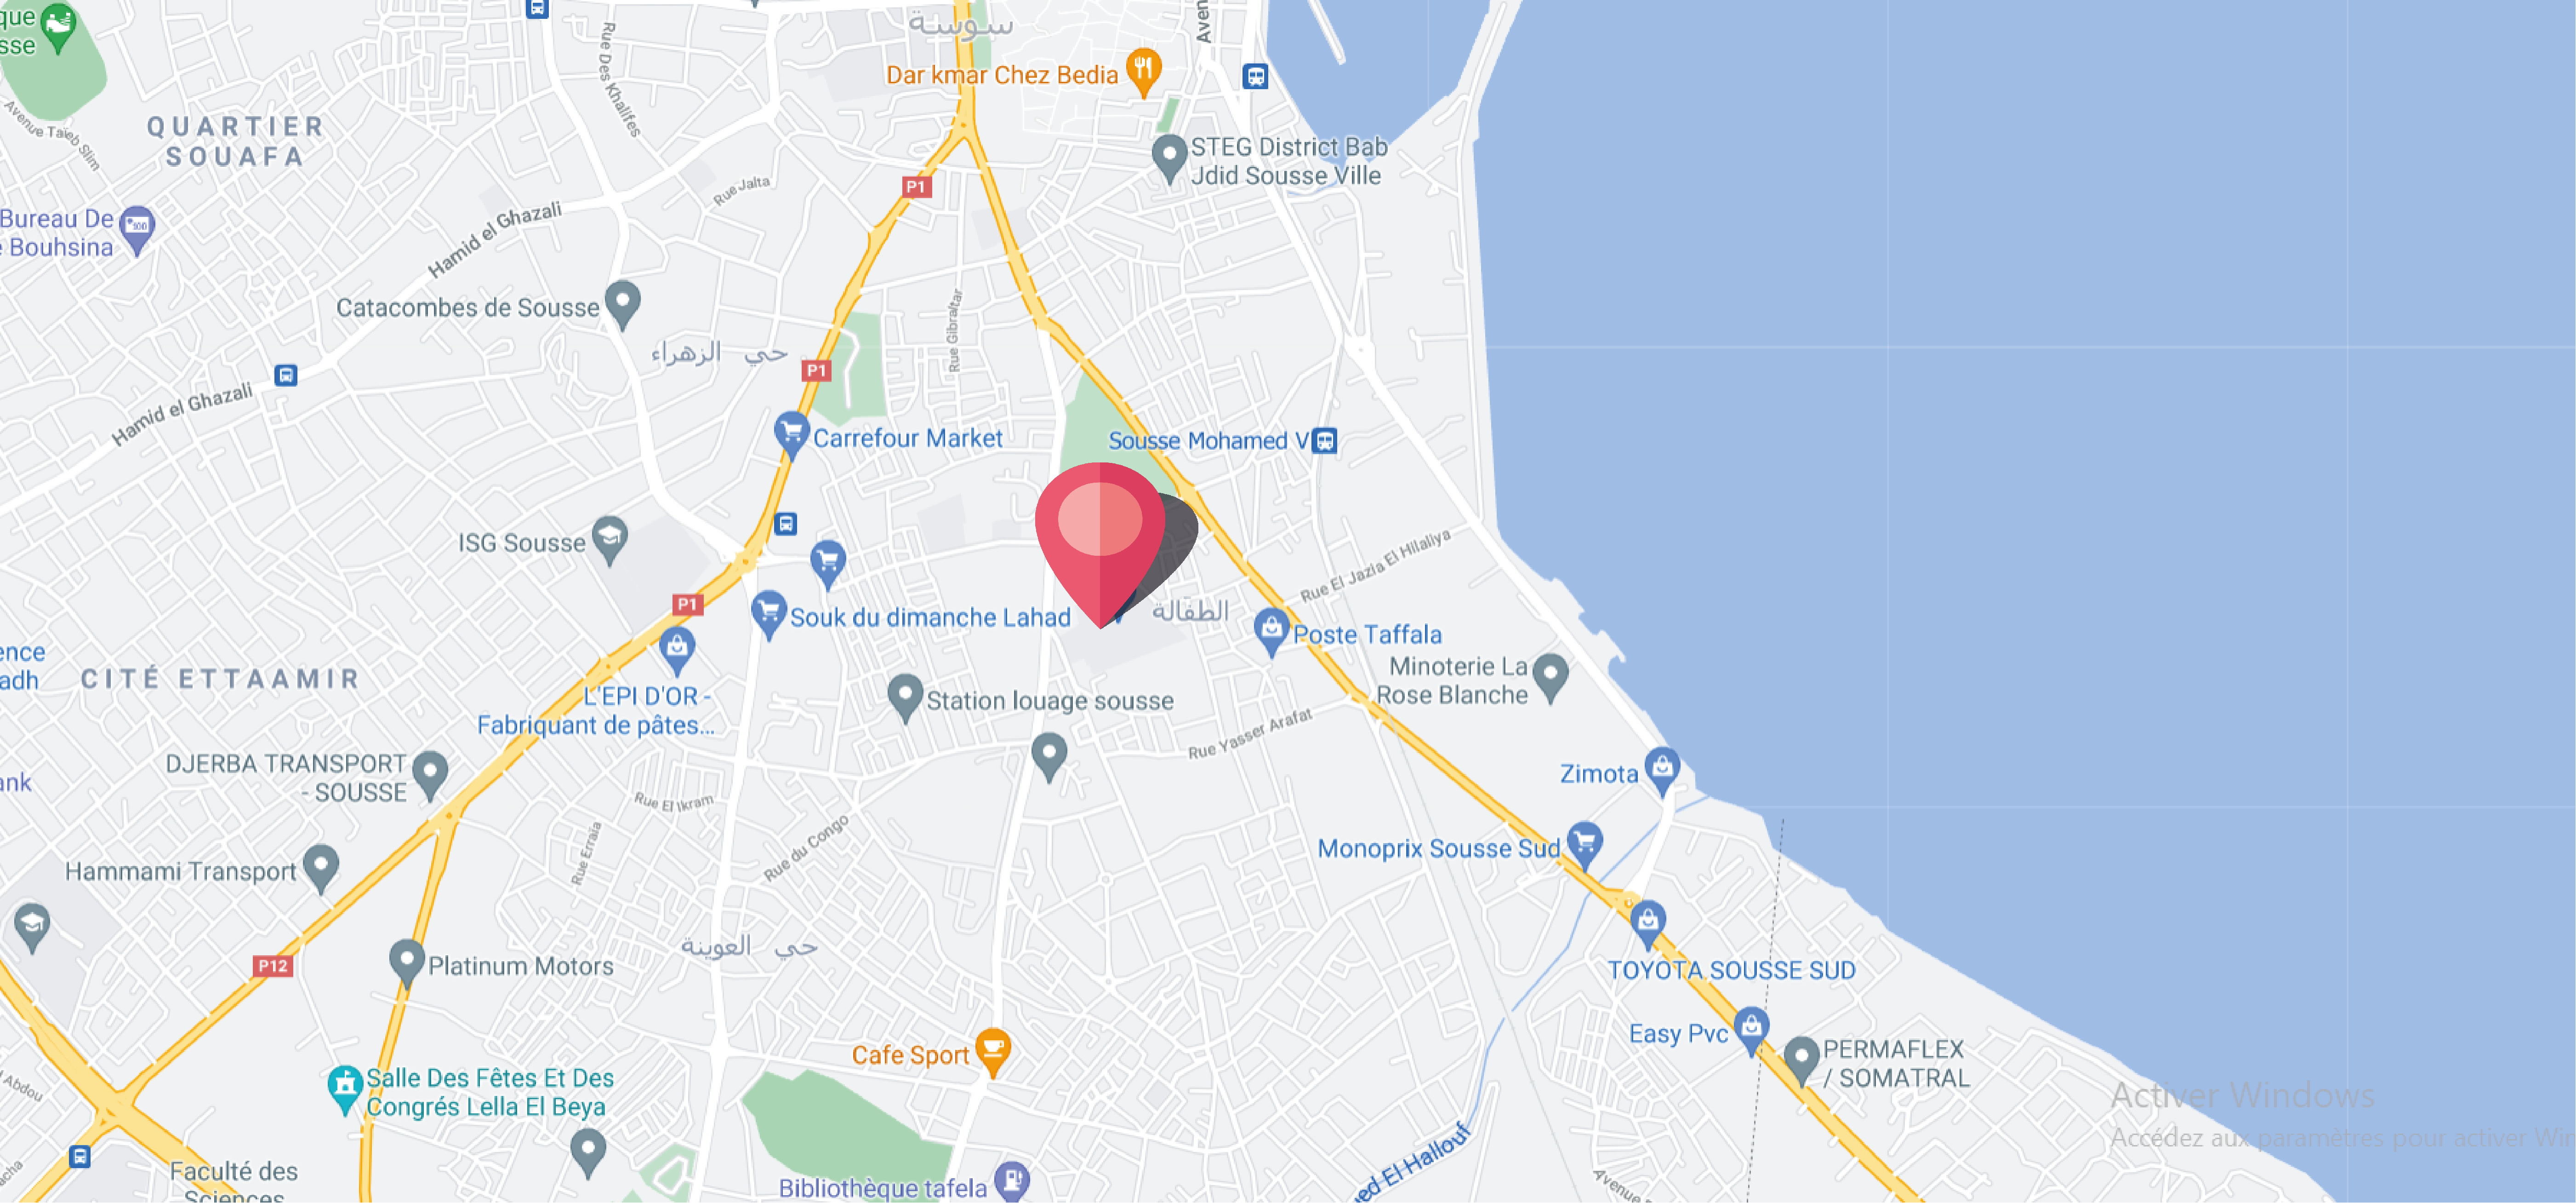 que
sse
سوسة
Aven
Dar kmar Chez Bedia
Rue Des Khalifes
Avenue Taïeb Slim
QUARTIER
SOUAFA
STEG District Bab
Jdid Sousse Ville
P1
Rue Jalta
Bureau De
e Bouhsina
Hamid el Ghazali
Catacombes de Sousse
Rue Gibraltar
حي الزهراء
P1
Hamid el Ghazali
Carrefour Market
Sousse Mohamed V
ISG Sousse
Rue El Jazia El Hilaliya
P1
Souk du dimanche Lahad
الطفالة
Poste Taffala
ence
adh
CITÉ ETTAAMIR
Minoterie La
Rose Blanche
L'EPI D'OR -
Fabriquant de pâtes...
Station louage sousse
Rue Yasser Arafat
DJERBA TRANSPORT
- SOUSSE
ank
Zimota
Rue El Ikram
Rue Erraia
Rue du Congo
Monoprix Sousse Sud
Hammami Transport
حي العوينة
P12
Platinum Motors
TOYOTA SOUSSE SUD
Easy Pvc
Cafe Sport
PERMAFLEX
/ SOMATRAL
Salle Des Fêtes Et Des
Congrés Lella El Beya
Abdou
Activer Windows
Accédez aux paramètres pour activer Win
ed El Hallouf
Faculté des
Sciences
acha
Bibliothèque tafela
Avenue